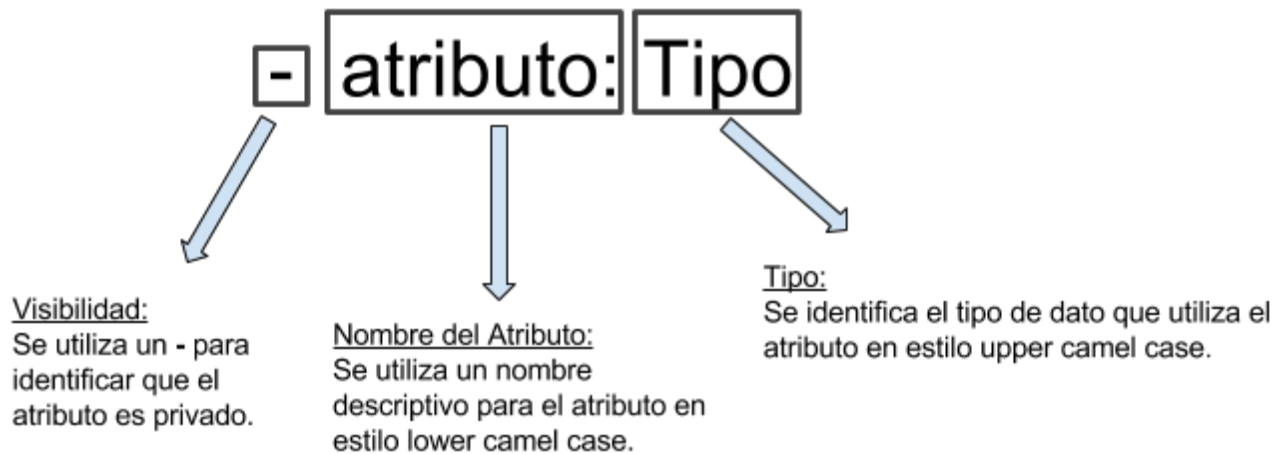 - atributo: Tipo
Visibilidad:
Se utiliza un - para
identificar que el
atributo es privado.
Nombre del Atributo:
Se utiliza un nombre
descriptivo para el atributo en
estilo lower camel case.
Tipo:
Se identifica el tipo de dato que utiliza el
atributo en estilo upper camel case.